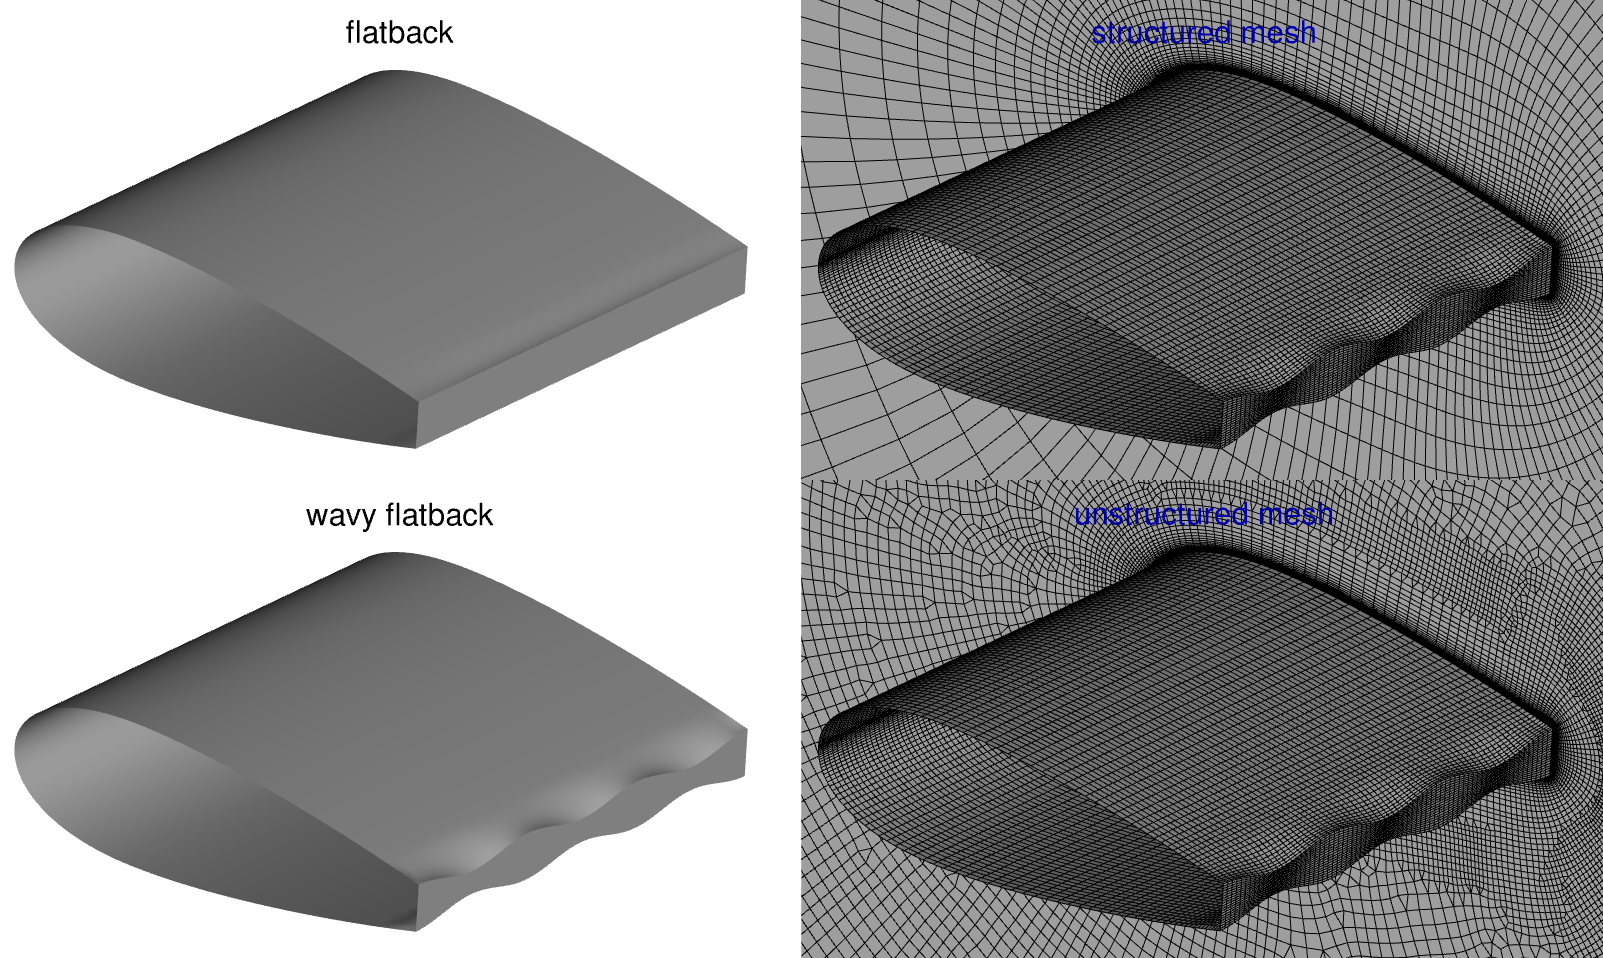 flatback
structured mesh
wavy flatback
unstructured mesh